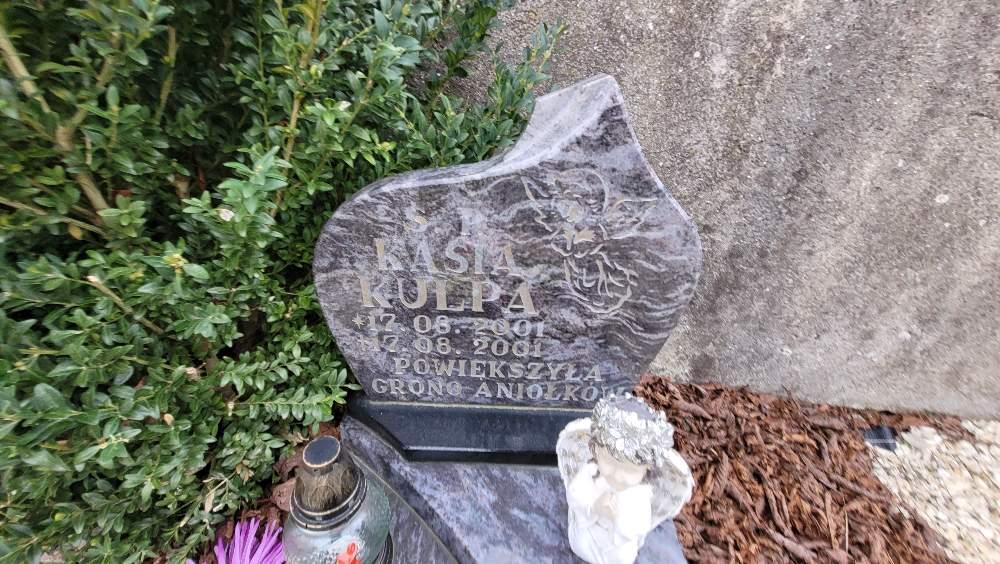 Ś P
KASIA
KULPA
*17. 08. 2001
+17. 08. 2001
POWIĘKSZYŁA
GRONO ANIOŁKÓW